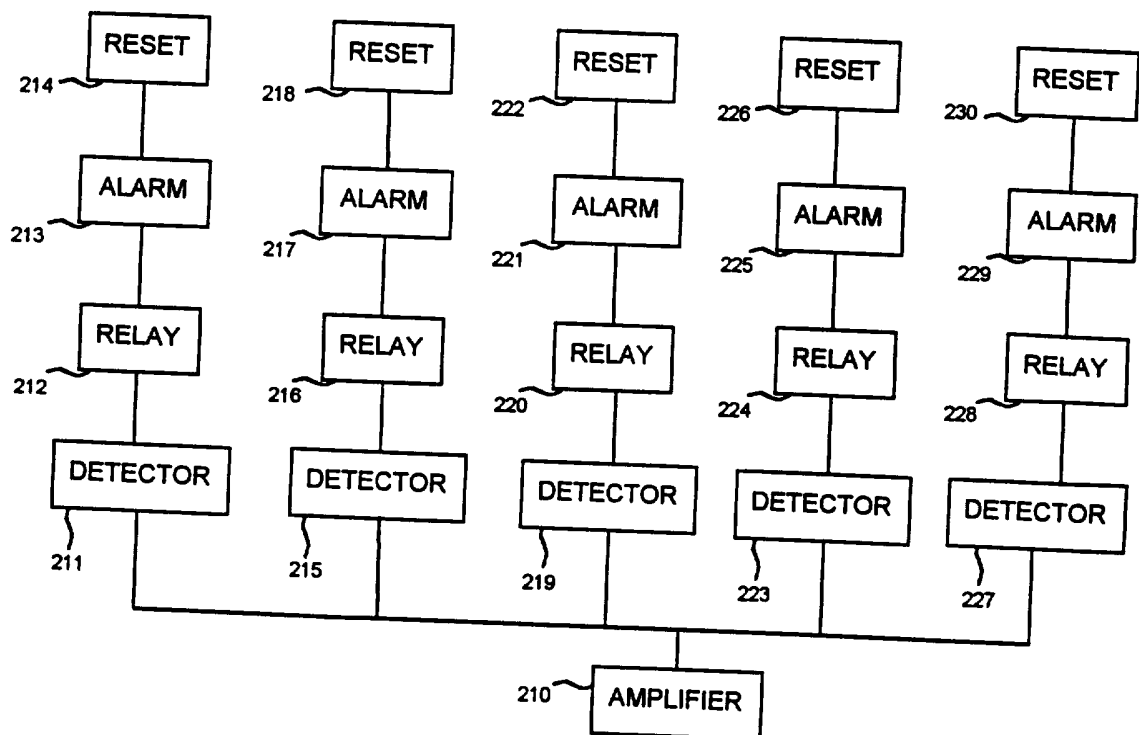 RESET RESET RESET RESET RESET
214 218 222 226 230
ALARM ALARM ALARM ALARM ALARM
213 217 221 225 229
RELAY RELAY RELAY RELAY RELAY
212 216 220 224 228
DETECTOR DETECTOR DETECTOR DETECTOR DETECTOR
211 215 219 223 227
210 AMPLIFIER